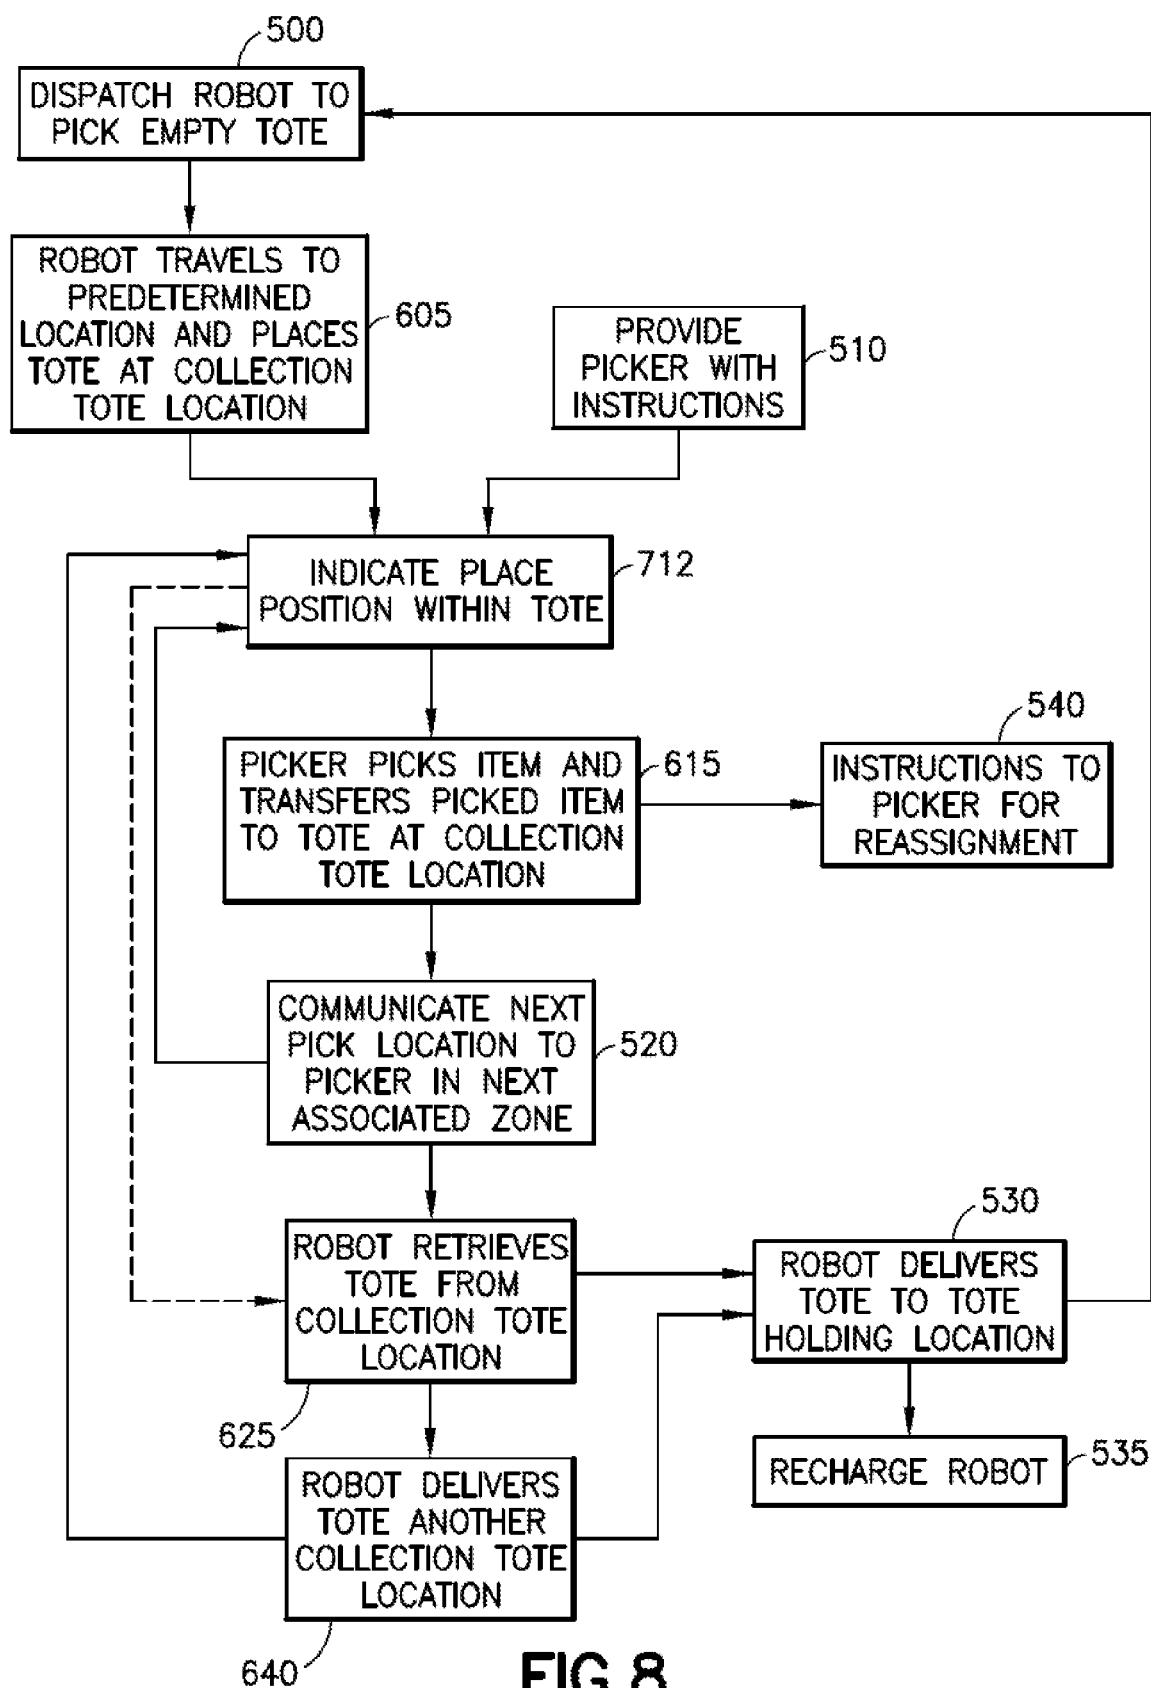 500
DISPATCH ROBOT TO
PICK EMPTY TOTE
ROBOT TRAVELS TO
PREDETERMINED
LOCATION AND PLACES
TOTE AT COLLECTION
TOTE LOCATION
605
PROVIDE
PICKER WITH
INSTRUCTIONS
510
INDICATE PLACE
POSITION WITHIN TOTE
712
PICKER PICKS ITEM AND
TRANSFERS PICKED ITEM
TO TOTE AT COLLECTION
TOTE LOCATION
615
540
INSTRUCTIONS TO
PICKER FOR
REASSIGNMENT
COMMUNICATE NEXT
PICK LOCATION TO
PICKER IN NEXT
ASSOCIATED ZONE
520
ROBOT RETRIEVES
TOTE FROM
COLLECTION TOTE
LOCATION
625
530
ROBOT DELIVERS
TOTE TO TOTE
HOLDING LOCATION
RECHARGE ROBOT
535
ROBOT DELIVERS
TOTE ANOTHER
COLLECTION TOTE
LOCATION
640
FIG.8